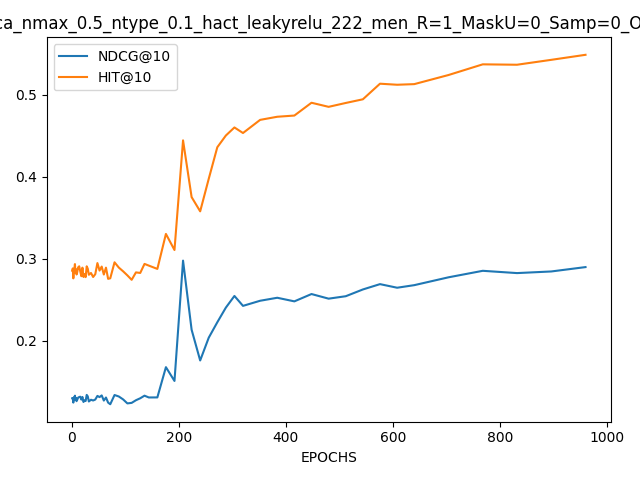 ca_nmax_0.5_ntype_0.1_hact_leakyrelu_222_men_R=1_MaskU=0_Samp=0_O
NDCG@10
HIT@10
0.5
0.4
0.3
0.2
0 200 400 600 800 1000
EPOCHS